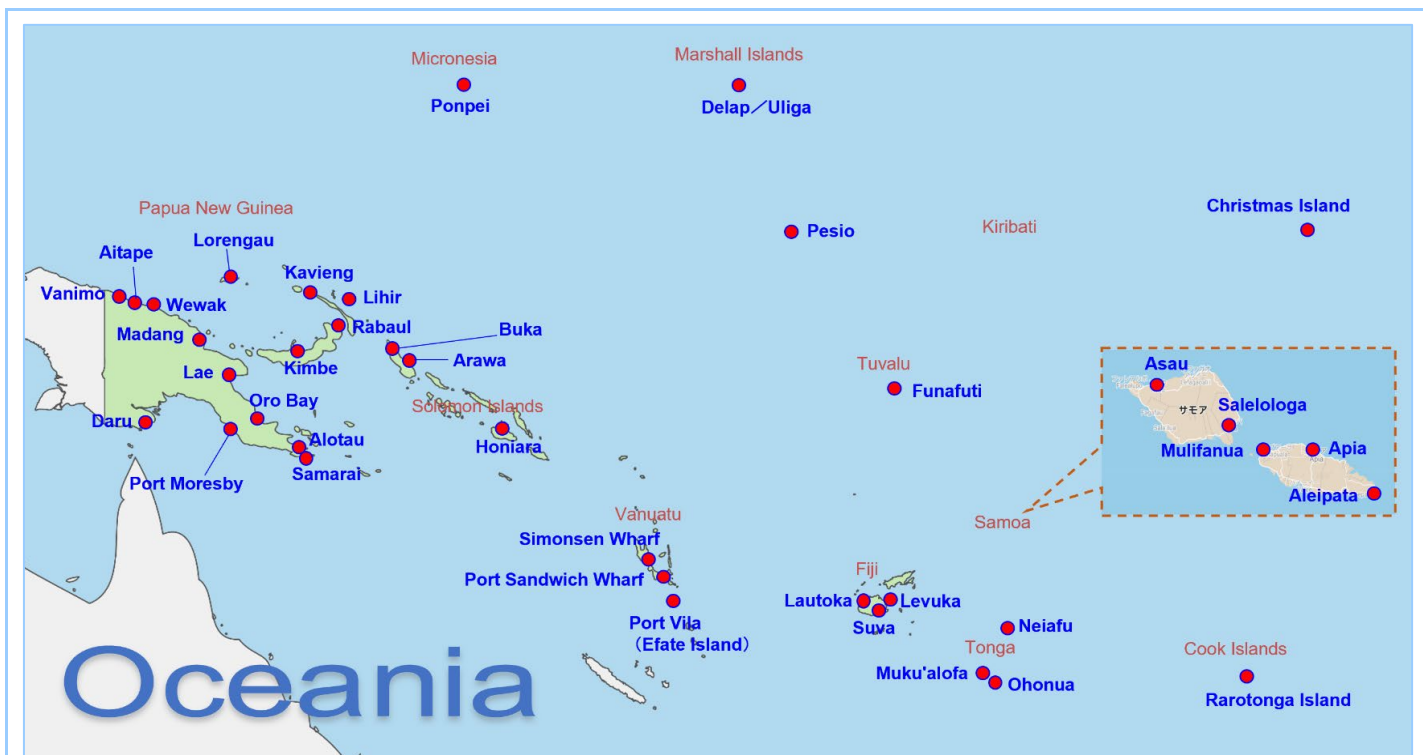 Micronesia
Ponpei
Marshall Islands
Delap／Uliga
Christmas Island
Papua New Guinea
Lorengau
Aitape
Kiribati
Pesio
Kavieng
Lihir
Vanimo
Wewak
Rabaul
Buka
Madang
Arawa
Kimbe
Lae
Tuvalu
Funafuti
Asau
サモア
Salelologa
Mulifanua
Apia
Aleipata
Daru
Oro Bay
Solomon Islands
Honiara
Alotau
Samarai
Port Moresby
Vanuatu
Simonsen Wharf
Port Sandwich Wharf
Port Vila
（Efate Island）
Samoa
Fiji
Lautoka
Levuka
Suva
Neiafu
Tonga
Muku'alofa
Ohonua
Cook Islands
Rarotonga Island
Oceania